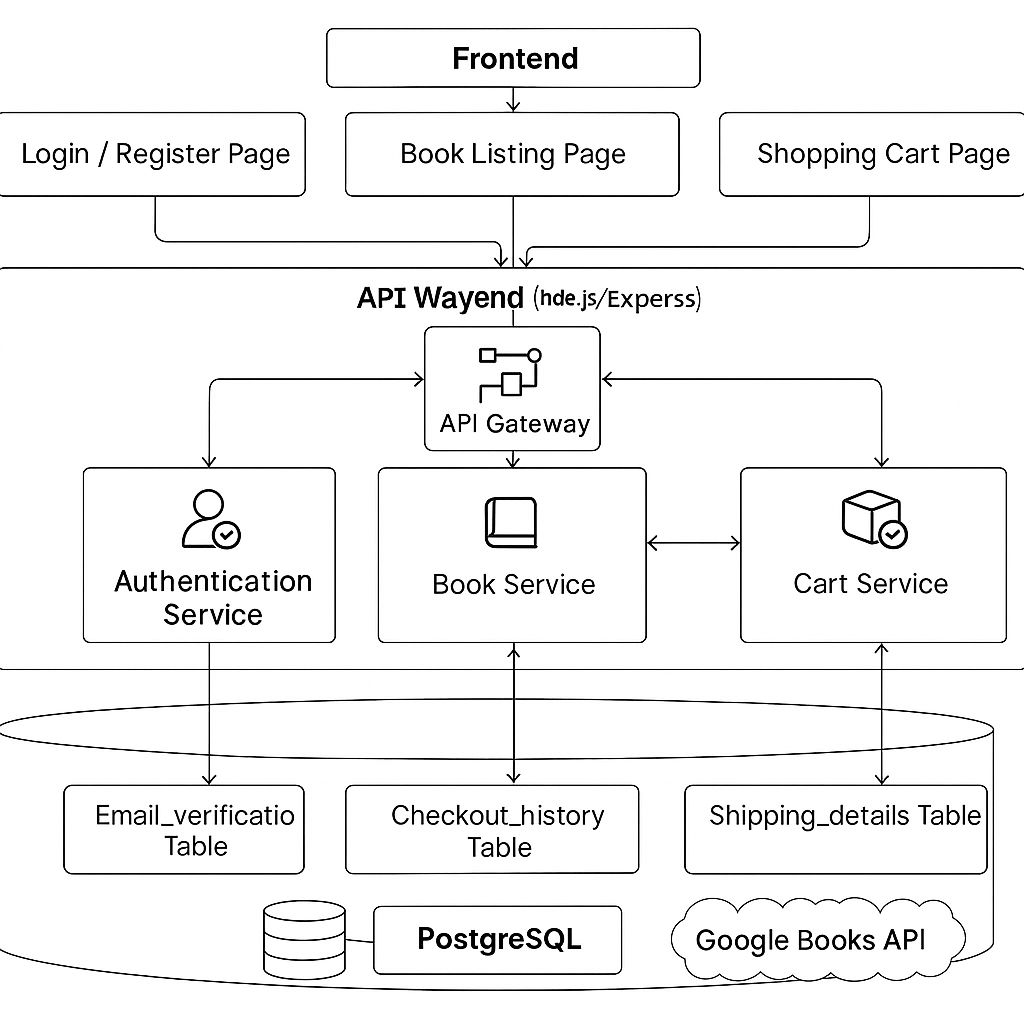 Frontend
Login / Register Page
Book Listing Page
Shopping Cart Page
API Wayend (hde.js/Experss)
API Gateway
Authentication
Service
Book Service
Cart Service
Email_verificatio
Table
Checkout_history
Table
Shipping_details Table
PostgreSQL
Google Books API